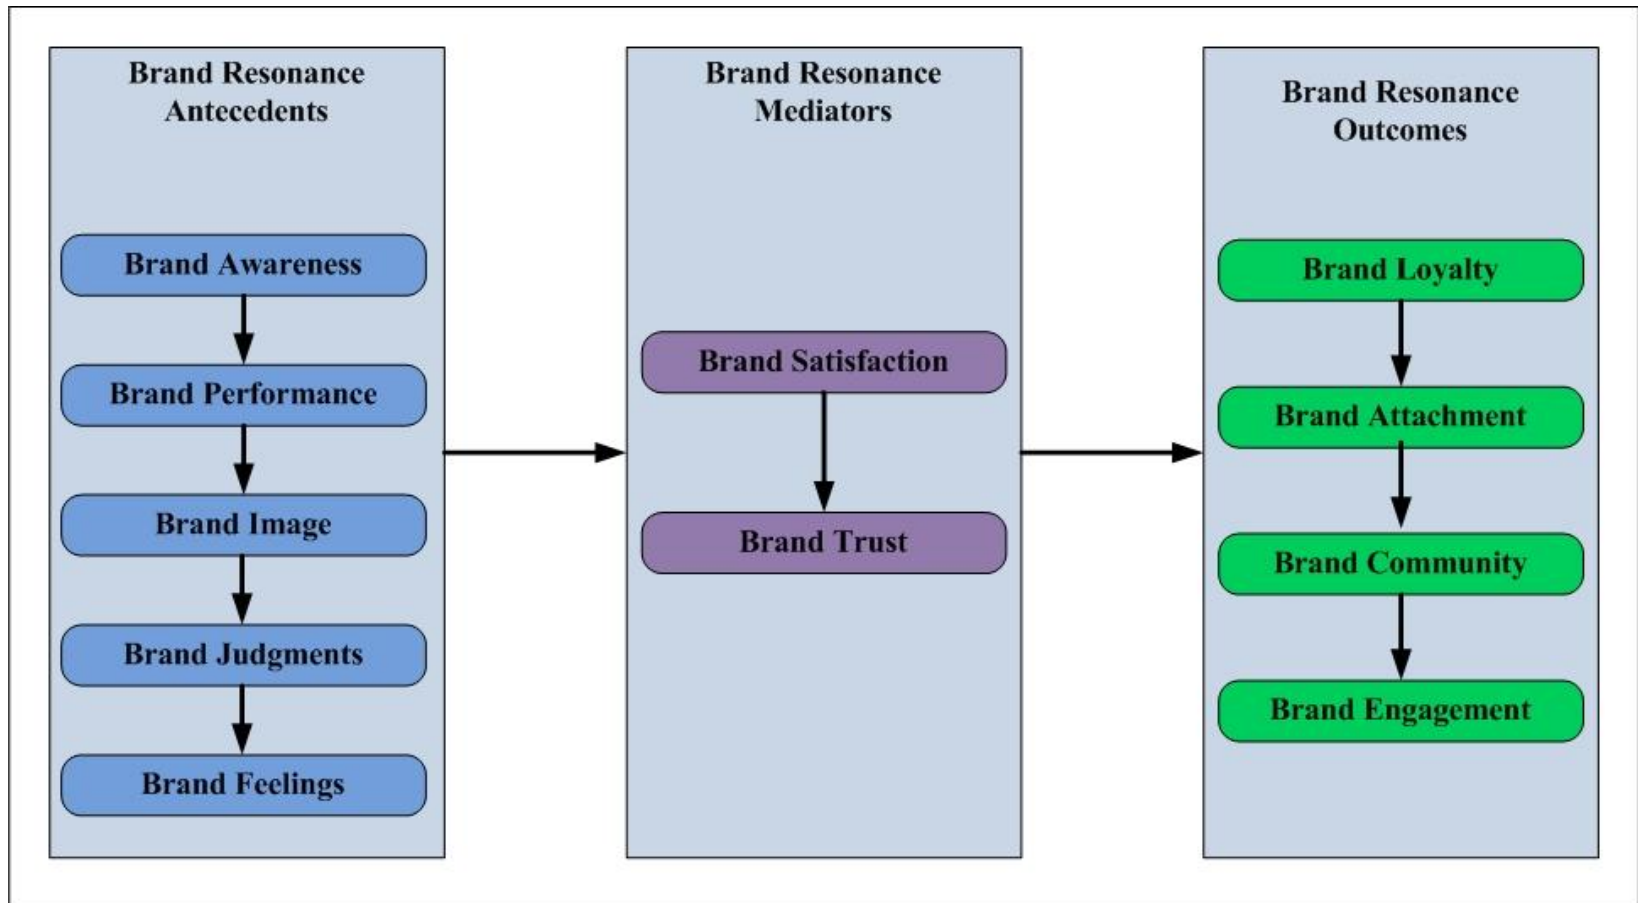 Brand Resonance
Antecedents
Brand Awareness
Brand Performance
Brand Image
Brand Judgments
Brand Feelings
Brand Resonance
Mediators
Brand Satisfaction
Brand Trust
Brand Resonance
Outcomes
Brand Loyalty
Brand Attachment
Brand Community
Brand Engagement